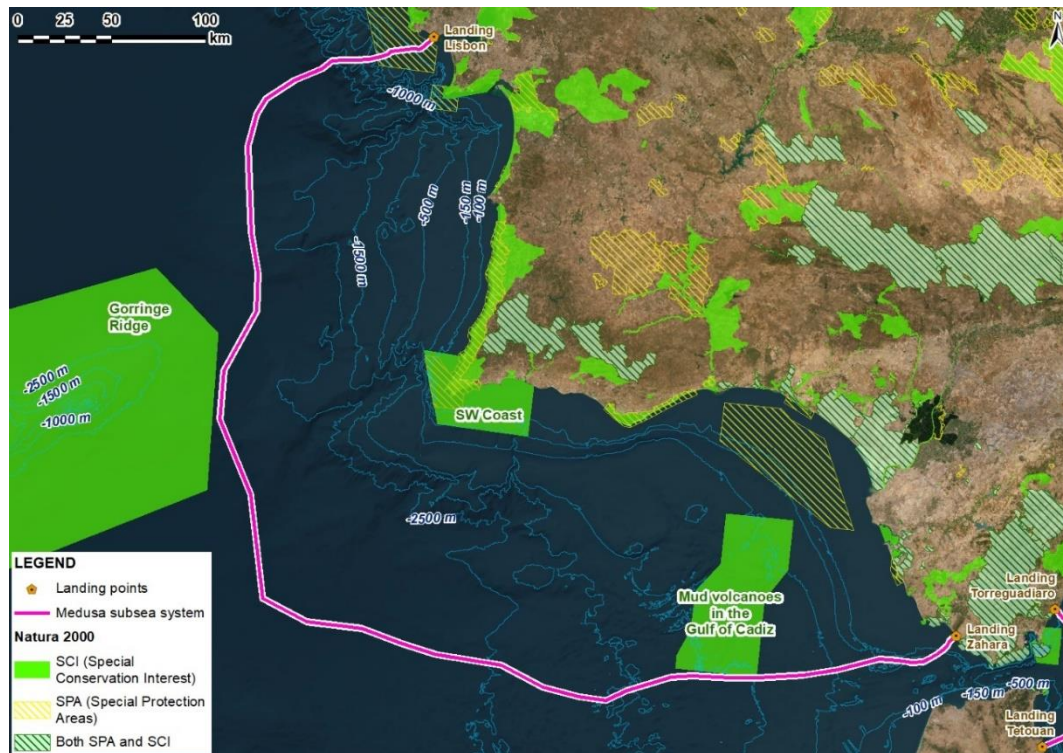 0 25 50 100
km
N
Landing
Lisbon
-1000 m
-500 m
-150 m
-100 m
-1500 m
Gorringe
Ridge
-2500 m
-1500 m
-1000 m
SW Coast
-2500 m
Mud volcanoes
in the
Gulf of Cadiz
Landing
Torreguadiaro
Landing
Zahara
-500 m
-150 m
-100 m
Landing
Tetouan
LEGEND
Landing points
Medusa subsea system
Natura 2000
SCI (Special
Conservation Interest)
SPA (Special Protection
Areas)
Both SPA and SCI